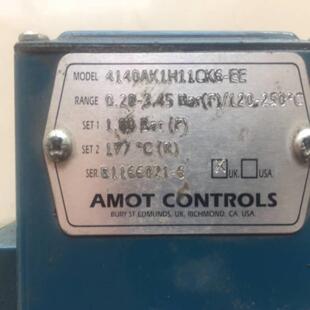 MODEL 4140AK1H11CK6-EE
RANGE 0.20-3.45 Bar(F)/120.250°C
SET 1 1.00 Bar (F)
SET 2 177 °C (R)
SER. UK. USA.
AMOT CONTROLS
BURY ST EDMUNDS, UK. RICHMOND, CA. USA.